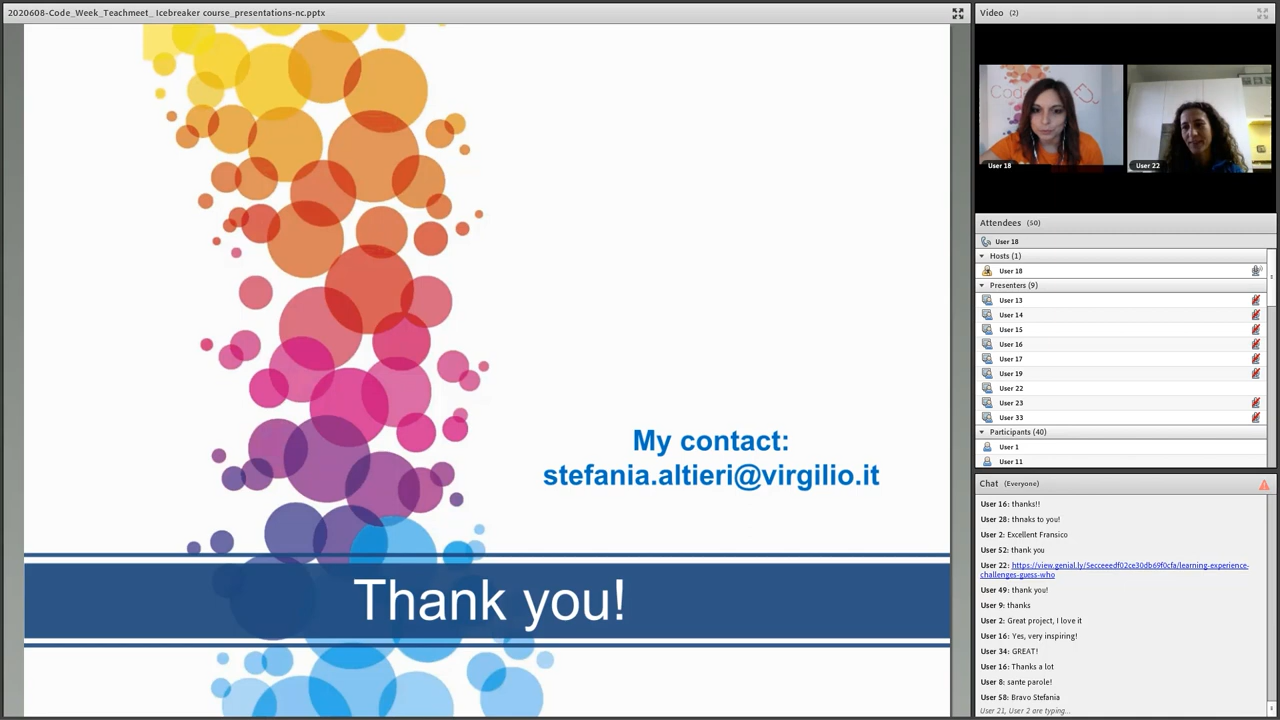 2020608-Code_Week_Teachmeet_ Icebreaker course_presentations-nc.pptx
My contact:
stefania.altieri@virgilio.it
Thank you!
Video (2)
Code
User 18
User 22
Attendees (50)
User 18
Hosts (1)
User 18
Presenters (9)
User 13
User 14
User 15
User 16
User 17
User 19
User 22
User 23
User 33
Participants (40)
User 1
User 11
Chat (Everyone)
User 16: thanks!!
User 28: thnaks to you!
User 2: Excellent Fransico
User 52: thank you
User 22: https://view.genial.ly/5ecceeedf02ce30db69f0cfa/learning-experience-
challenges-guess-who
User 49: thank you!
User 9: thanks
User 2: Great project, I love it
User 16: Yes, very inspiring!
User 34: GREAT!
User 16: Thanks a lot
User 8: sante parole!
User 58: Bravo Stefania
User 21, User 2 are typing...